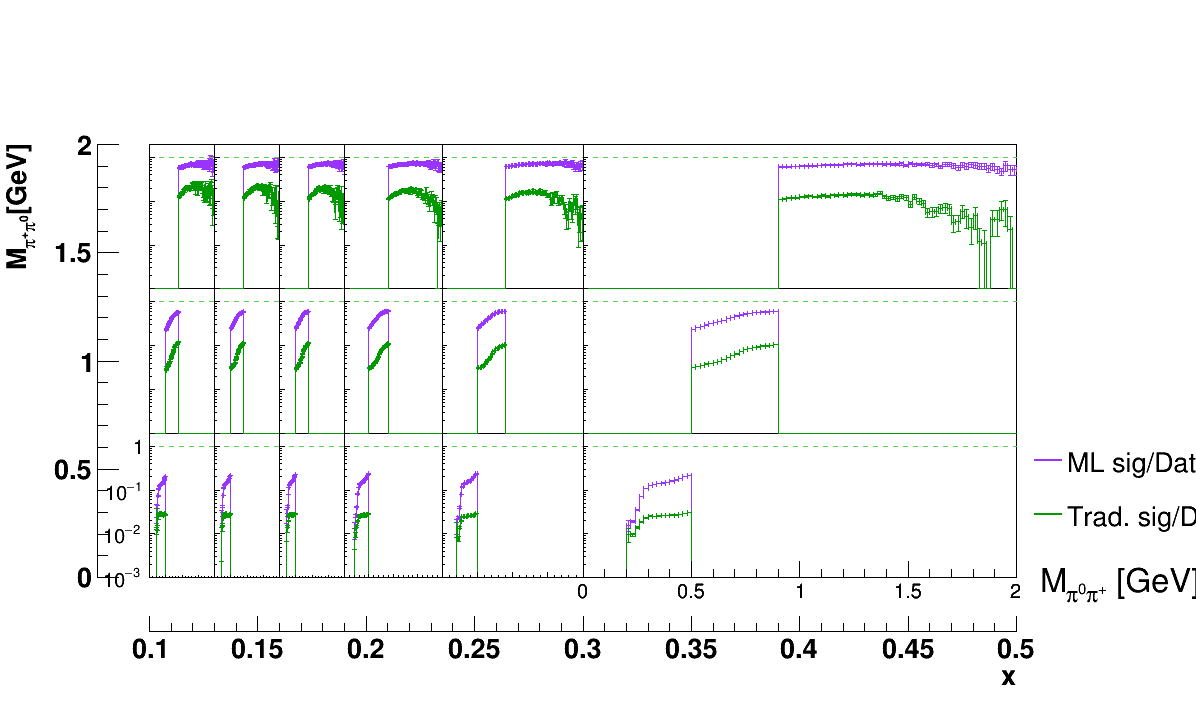 M_{π⁺π⁰}[GeV]
2
1.5
1
0.5
0
1
10⁻¹
10⁻²
10⁻³
0 0.5 1 1.5 2
M_{π⁰π⁺} [GeV]
ML sig/Dat
Trad. sig/D
0.1 0.15 0.2 0.25 0.3 0.35 0.4 0.45 0.5
x